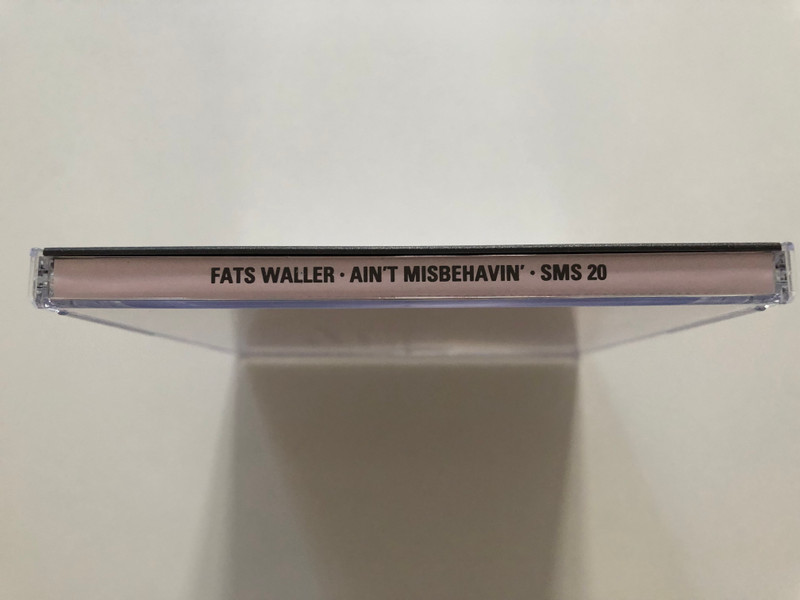 FATS WALLER · AIN'T MISBEHAVIN' · SMS 20